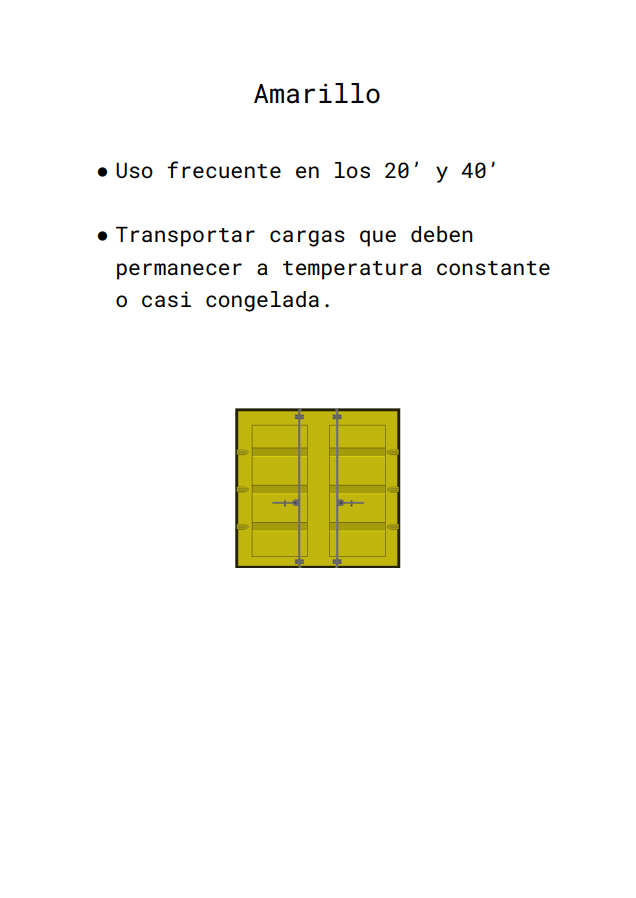 Amarillo
● Uso frecuente en los 20’ y 40’
● Transportar cargas que deben
permanecer a temperatura constante
o casi congelada.